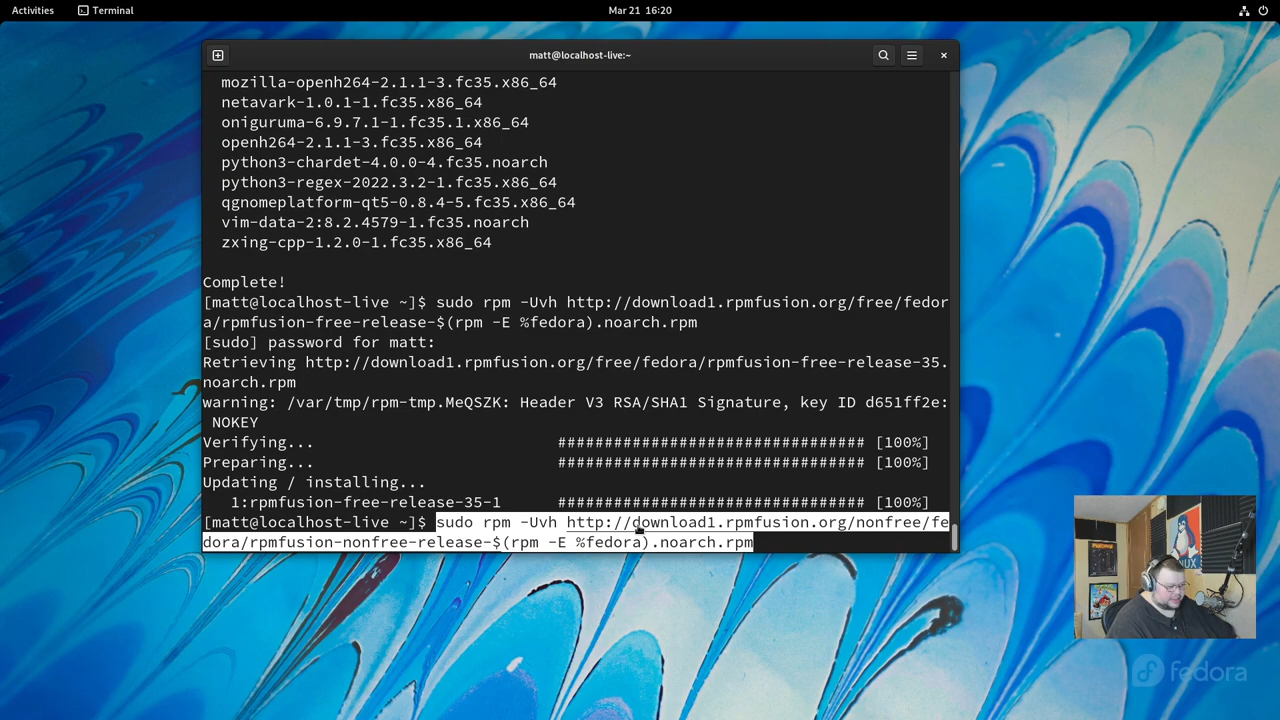 Activities
Terminal
Mar 21 16:20
matt@localhost-live:~
mozilla-openh264-2.1.1-3.fc35.x86_64
netavark-1.0.1-1.fc35.x86_64
oniguruma-6.9.7.1-1.fc35.1.x86_64
openh264-2.1.1-3.fc35.x86_64
python3-chardet-4.0.0-4.fc35.noarch
python3-regex-2022.3.2-1.fc35.x86_64
qgnomeplatform-qt5-0.8.4-5.fc35.x86_64
vim-data-2:8.2.4579-1.fc35.noarch
zxing-cpp-1.2.0-1.fc35.x86_64
Complete!
[matt@localhost-live ~]$ sudo rpm -Uvh http://download1.rpmfusion.org/free/fedor
a/rpmfusion-free-release-$(rpm -E %fedora).noarch.rpm
[sudo] password for matt:
Retrieving http://download1.rpmfusion.org/free/fedora/rpmfusion-free-release-35.
noarch.rpm
warning: /var/tmp/rpm-tmp.MeQSZK: Header V3 RSA/SHA1 Signature, key ID d651ff2e:
NOKEY
Verifying... ################################# [100%]
Preparing... ################################# [100%]
Updating / installing...
1:rpmfusion-free-release-35-1 ################################# [100%]
[matt@localhost-live ~]$ sudo rpm -Uvh http://download1.rpmfusion.org/nonfree/fe
dora/rpmfusion-nonfree-release-$(rpm -E %fedora).noarch.rpm
fedora